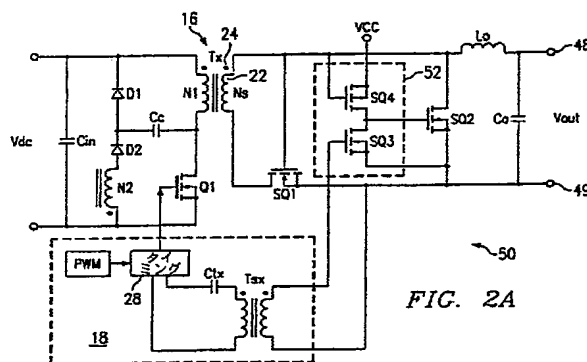 16
Tx
24
22
N1
Ns
VCC
Lo
48
52
D1
Cc
SQ4
SQ2
Co
Vout
Vdc
Cin
D2
SQ3
N2
Q1
SQ1
49
PWM
タイミング
28
Ctx
Tsx
18
50
FIG. 2A